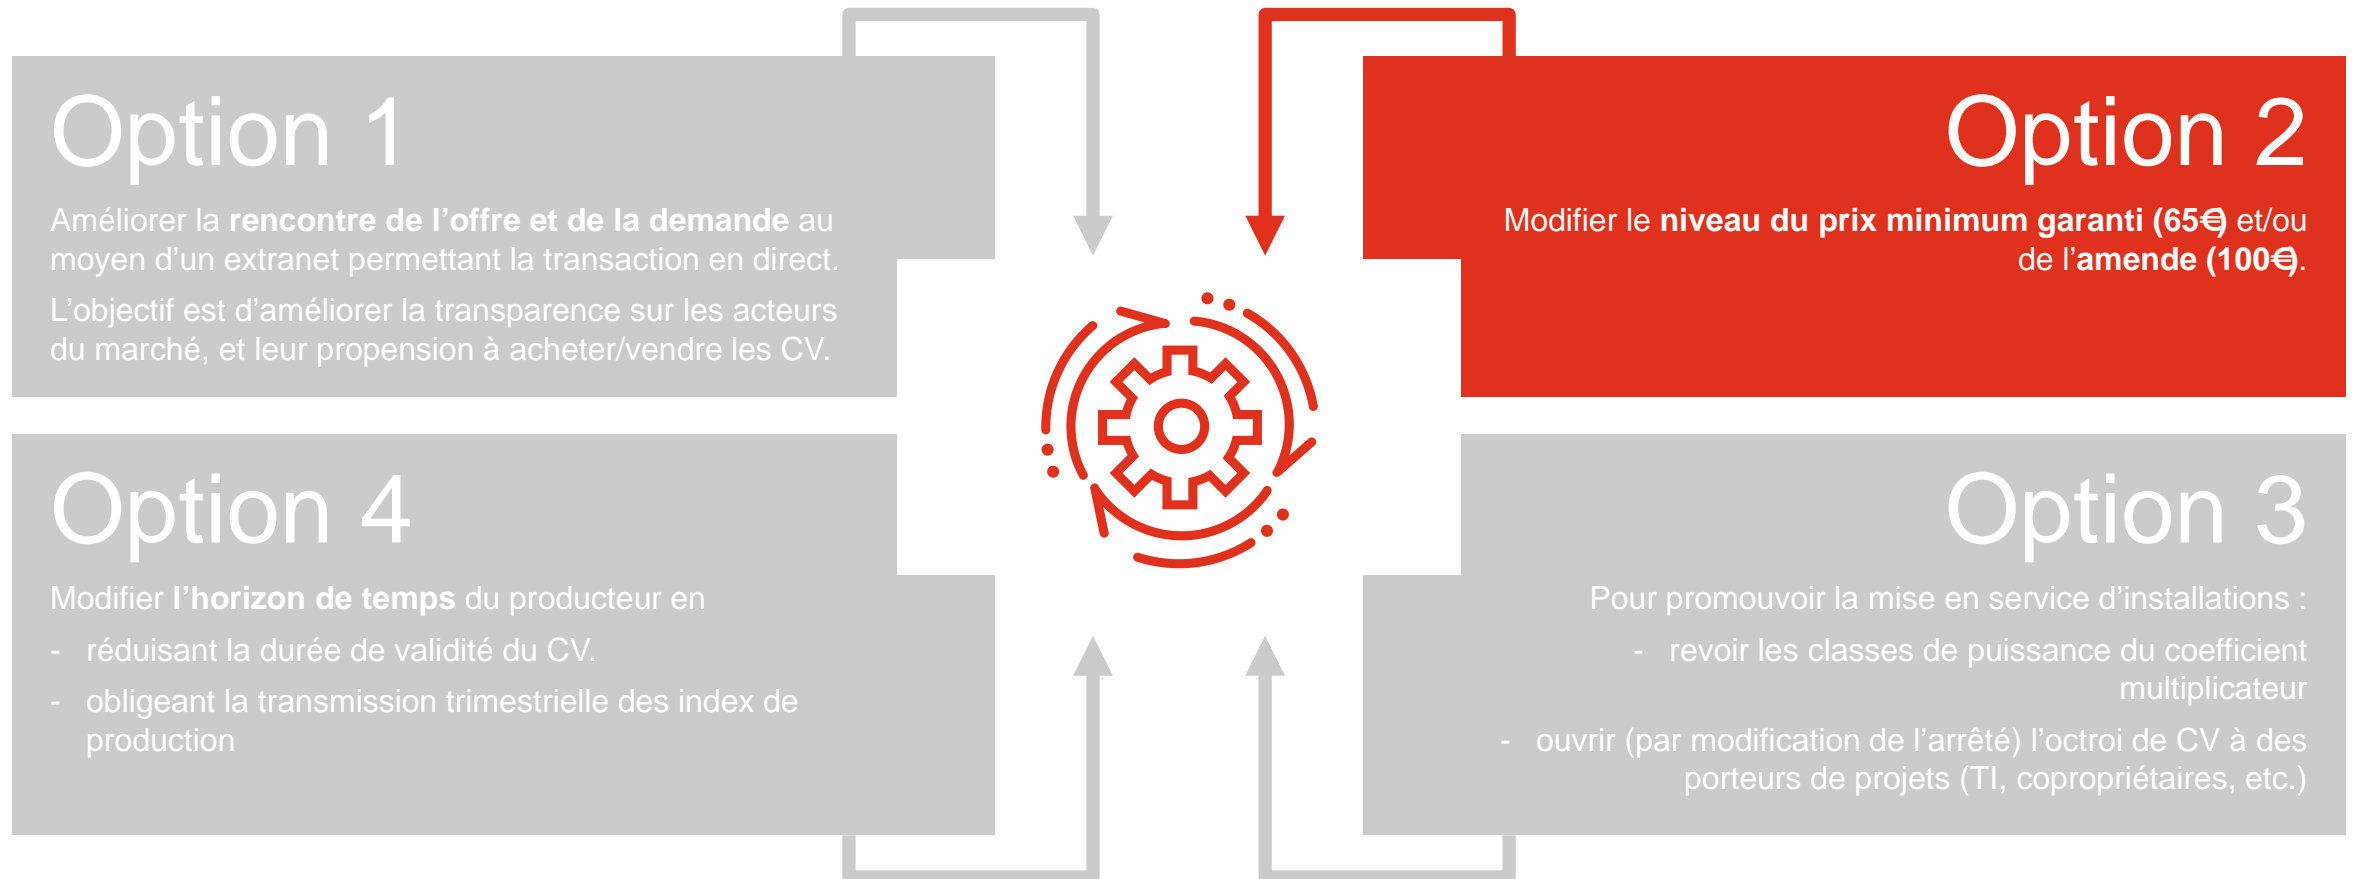 Option 1
Améliorer la rencontre de l’offre et de la demande au
moyen d’un extranet permettant la transaction en direct.
L’objectif est d’améliorer la transparence sur les acteurs
du marché, et leur propension à acheter/vendre les CV.
Option 2
Modifier le niveau du prix minimum garanti (65€) et/ou
de l’amende (100€).
Option 4
Modifier l’horizon de temps du producteur en
- réduisant la durée de validité du CV.
- obligeant la transmission trimestrielle des index de
production
Option 3
Pour promouvoir la mise en service d’installations :
- revoir les classes de puissance du coefficient
multiplicateur
- ouvrir (par modification de l’arrêté) l’octroi de CV à des
porteurs de projets (TI, copropriétaires, etc.)